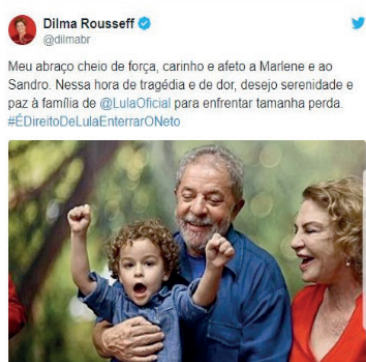 Dilma Rousseff
@dilmabr
Meu abraço cheio de força, carinho e afeto a Marlene e ao
Sandro. Nessa hora de tragédia e de dor, desejo serenidade e
paz à família de @LulaOficial para enfrentar tamanha perda.
#ÉDireitoDeLulaEnterrarONeto